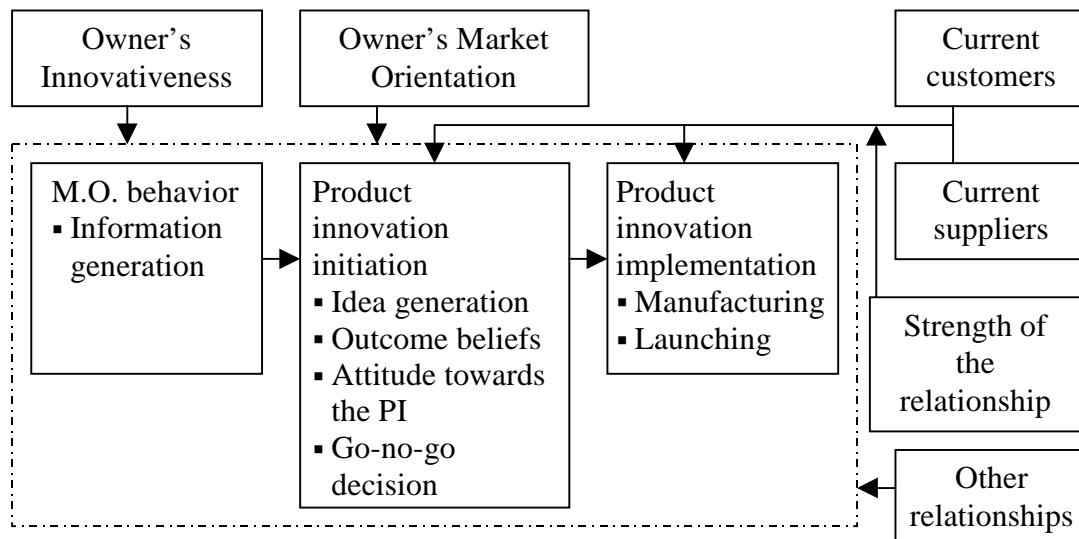 Owner’s
Innovativeness
Owner’s Market
Orientation
Current
customers
M.O. behavior
▪ Information
generation
Product
innovation
initiation
▪ Idea generation
▪ Outcome beliefs
▪ Attitude towards
the PI
▪ Go-no-go
decision
Product
innovation
implementation
▪ Manufacturing
▪ Launching
Current
suppliers
Strength of
the
relationship
Other
relationships